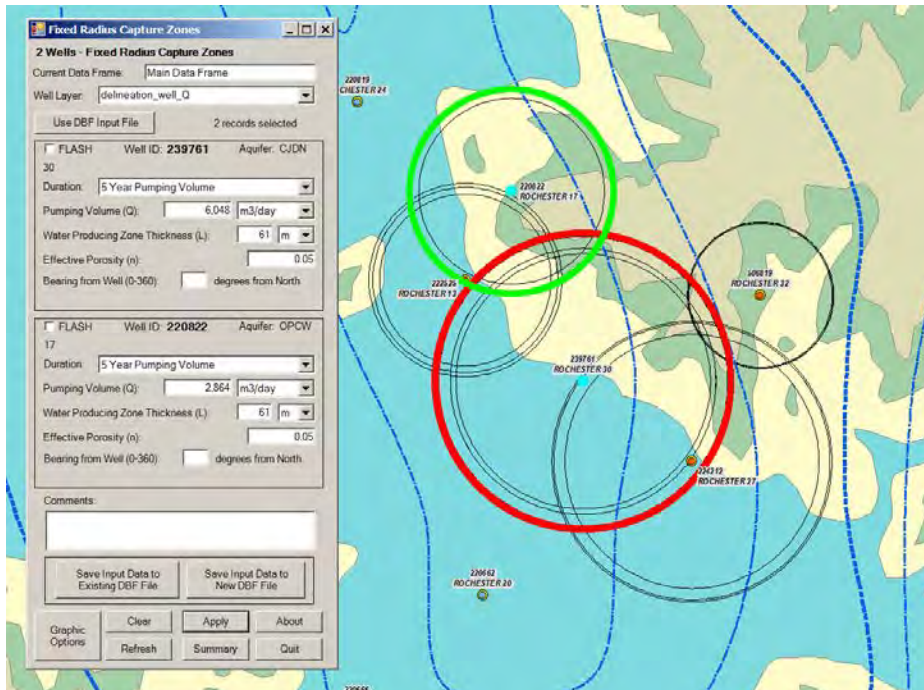 Fixed Radius Capture Zones
2 Wells - Fixed Radius Capture Zones
Current Data Frame: Main Data Frame
Well Layer: delineation_well_Q
Use DBF Input File 2 records selected
FLASH Well ID: 239761 Aquifer: CJDN
30
Duration: 5 Year Pumping Volume
Pumping Volume (Q): 6,048 m3/day
Water Producing Zone Thickness (L): 61 m
Effective Porosity (n): 0.05
Bearing from Well (0-360): degrees from North
FLASH Well ID: 220822 Aquifer: OPCW
17
Duration 5 Year Pumping Volume
Pumping Volume (Q): 2,864 m3/day
Water Producing Zone Thickness (L): 61 m
Effective Porosity (n): 0.05
Bearing from Well (0-360): degrees from North
Comments:
Save Input Data to Existing DBF File
Save Input Data to New DBF File
Graphic Options
Clear Apply About
Refresh Summary Quit
220819
CHESTER 24
220822
ROCHESTER 17
ROCHESTER 13
506819
ROCHESTER 32
239761
ROCHESTER 30
224212
ROCHESTER 27
220662
ROCHESTER 20